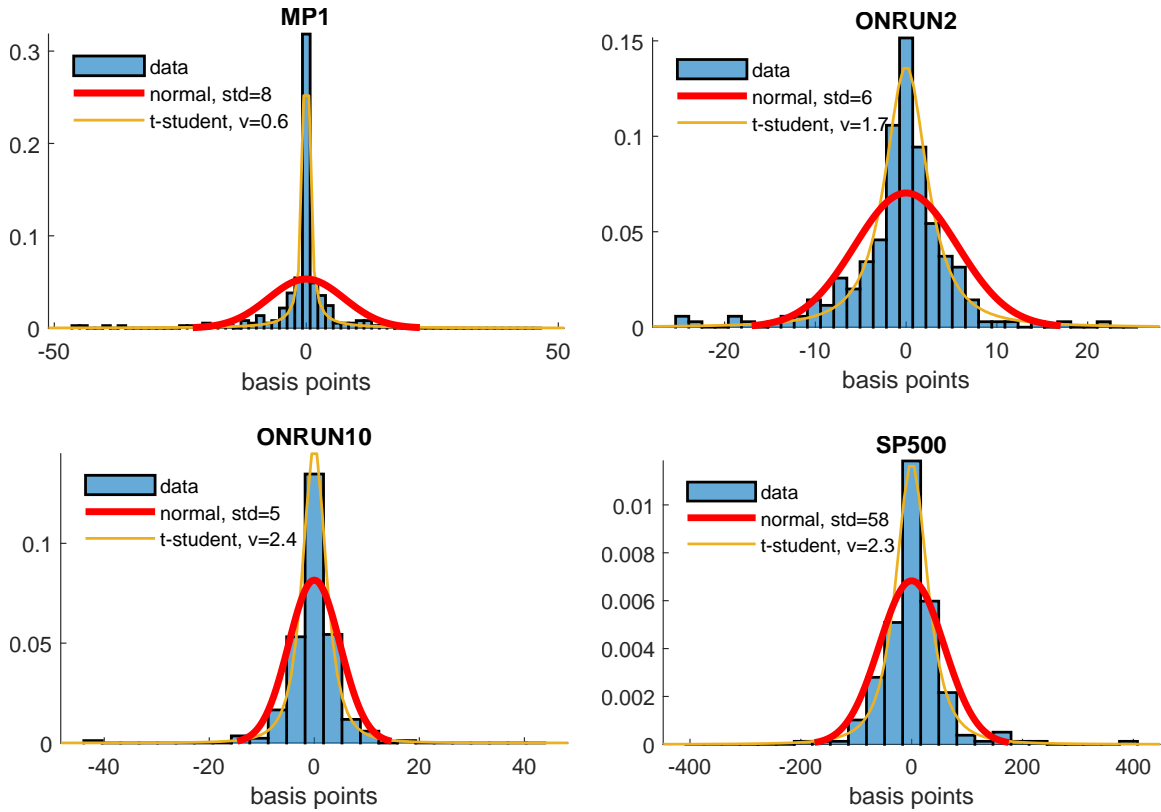 MP1
0.3
0.2
0.1
0
data
normal, std=8
t-student, v=0.6
-50
0
50
basis points
ONRUN2
0.15
0.1
0.05
0
data
normal, std=6
t-student, v=1.7
-20
-10
0
10
20
basis points
ONRUN10
0.1
0.05
0
data
normal, std=5
t-student, v=2.4
-40
-20
0
20
40
basis points
SP500
0.01
0.008
0.006
0.004
0.002
0
data
normal, std=58
t-student, v=2.3
-400
-200
0
200
400
basis points